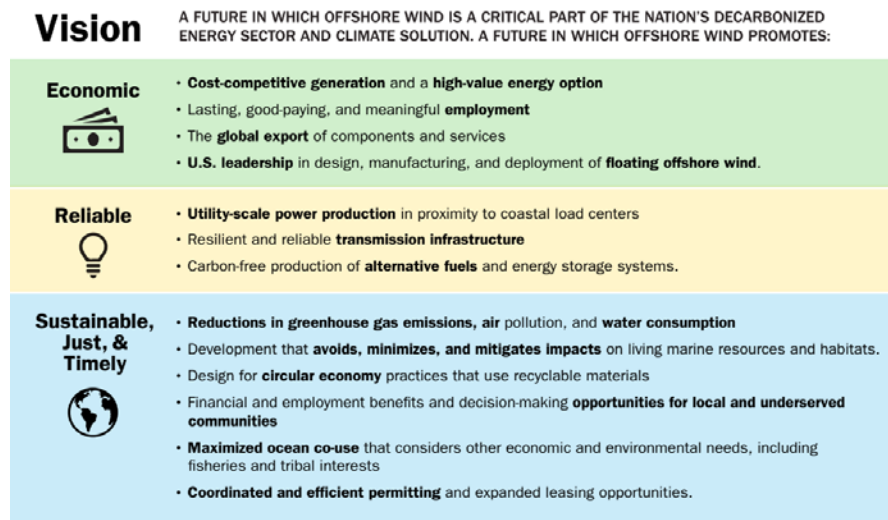 Vision
A FUTURE IN WHICH OFFSHORE WIND IS A CRITICAL PART OF THE NATION'S DECARBONIZED
ENERGY SECTOR AND CLIMATE SOLUTION. A FUTURE IN WHICH OFFSHORE WIND PROMOTES:
Economic
• Cost-competitive generation and a high-value energy option
• Lasting, good-paying, and meaningful employment
• The global export of components and services
• U.S. leadership in design, manufacturing, and deployment of floating offshore wind.
Reliable
• Utility-scale power production in proximity to coastal load centers
• Resilient and reliable transmission infrastructure
• Carbon-free production of alternative fuels and energy storage systems.
Sustainable,
Just, &
Timely
• Reductions in greenhouse gas emissions, air pollution, and water consumption
• Development that avoids, minimizes, and mitigates impacts on living marine resources and habitats.
• Design for circular economy practices that use recyclable materials
• Financial and employment benefits and decision-making opportunities for local and underserved
communities
• Maximized ocean co-use that considers other economic and environmental needs, including
fisheries and tribal interests
• Coordinated and efficient permitting and expanded leasing opportunities.